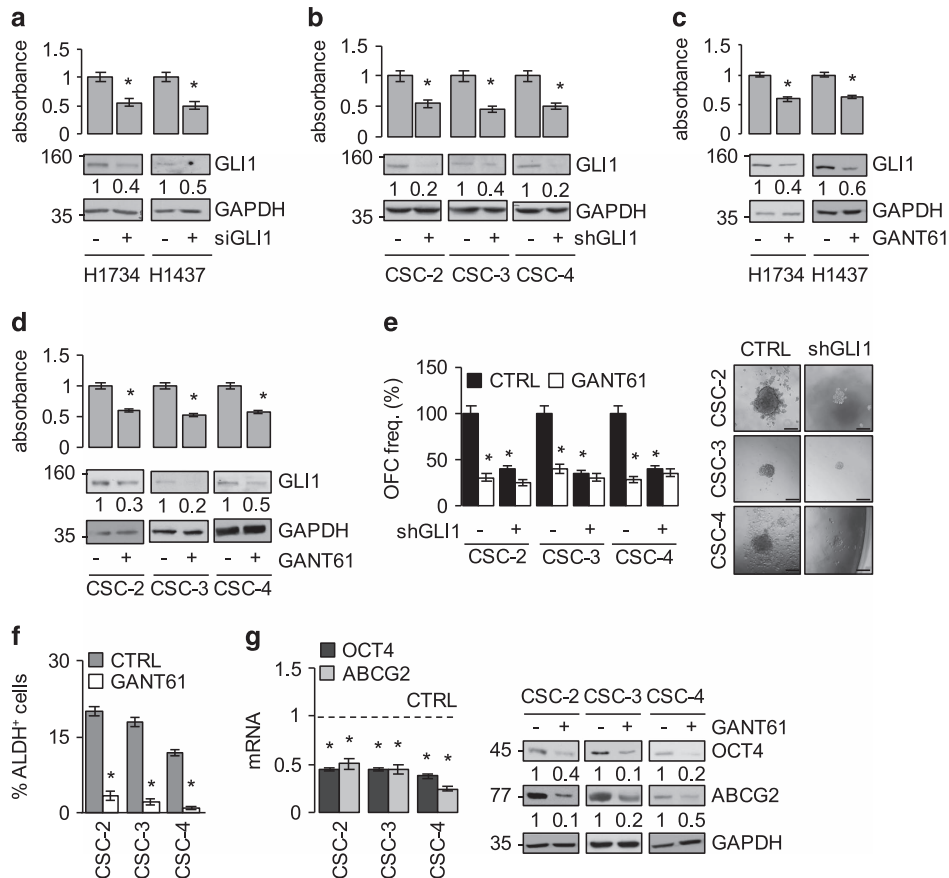 a
absorbance
1.5
1
0.5
0
* *
160
GLI1
1 0.4 1 0.5
35
GAPDH
- + - + siGLI1
H1734 H1437
b
absorbance
1.5
1
0.5
0
* * *
160
GLI1
1 0.2 1 0.4 1 0.2
35
GAPDH
- + - + - + shGLI1
CSC-2 CSC-3 CSC-4
c
absorbance
1.5
1
0.5
0
* *
160
GLI1
1 0.4 1 0.6
35
GAPDH
- + - + GANT61
H1734 H1437
d
absorbance
1.5
1
0.5
0
* * *
160
GLI1
1 0.3 1 0.2 1 0.5
35
GAPDH
- + - + - + GANT61
CSC-2 CSC-3 CSC-4
e
OFC freq. (%)
150
100
50
0
CTRL GANT61
* * * * * *
shGLI1 - + - + - +
CSC-2 CSC-3 CSC-4
CTRL shGLI1
CSC-2
CSC-3
CSC-4
f
% ALDH+ cells
30
15
0
CTRL
GANT61
* * *
CSC-2
CSC-3
CSC-4
g
mRNA
1.5
1
0.5
0
OCT4
ABCG2
CTRL
* * * * * *
CSC-2
CSC-3
CSC-4
CSC-2 CSC-3 CSC-4
- + - + - + GANT61
45
OCT4
1 0.4 1 0.1 1 0.2
77
ABCG2
1 0.1 1 0.2 1 0.5
35
GAPDH